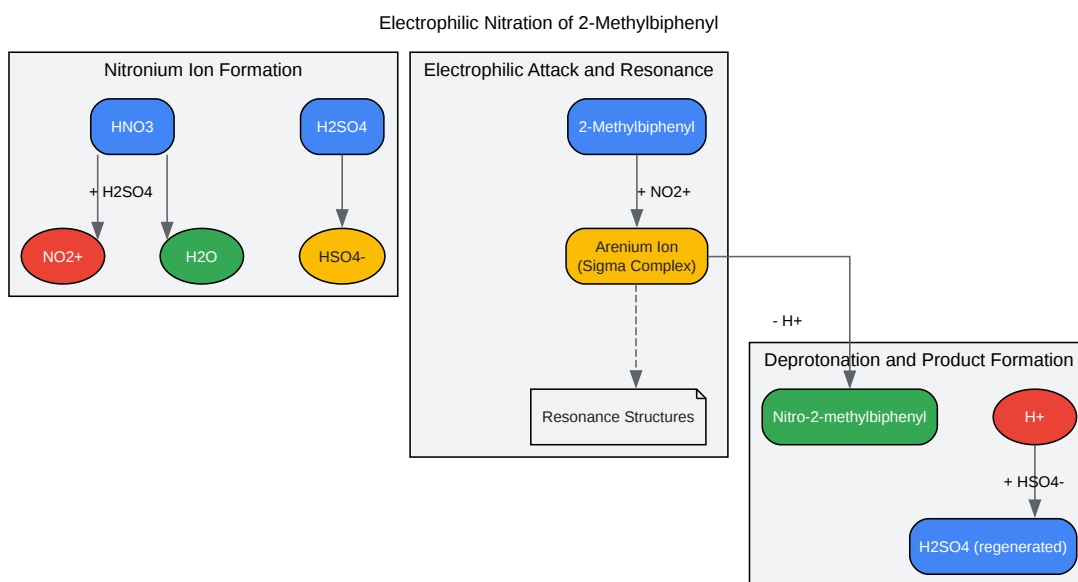 Electrophilic Nitration of 2-Methylbiphenyl
Nitronium Ion Formation
HNO3
H2SO4
+ H2SO4
NO2+
H2O
HSO4-
Electrophilic Attack and Resonance
2-Methylbiphenyl
+ NO2+
Arenium Ion
(Sigma Complex)
Resonance Structures
- H+
Deprotonation and Product Formation
Nitro-2-methylbiphenyl
H+
+ HSO4-
H2SO4 (regenerated)